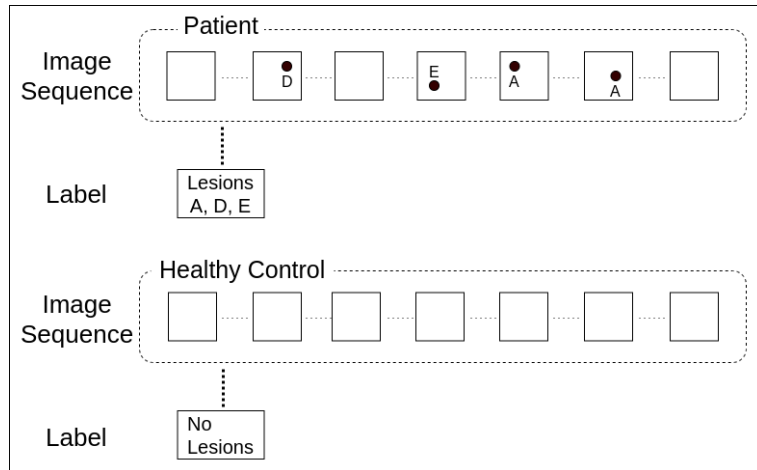 Patient
Image
Sequence
D
E
A
A
Label
Lesions
A, D, E
Healthy Control
Image
Sequence
Label
No
Lesions